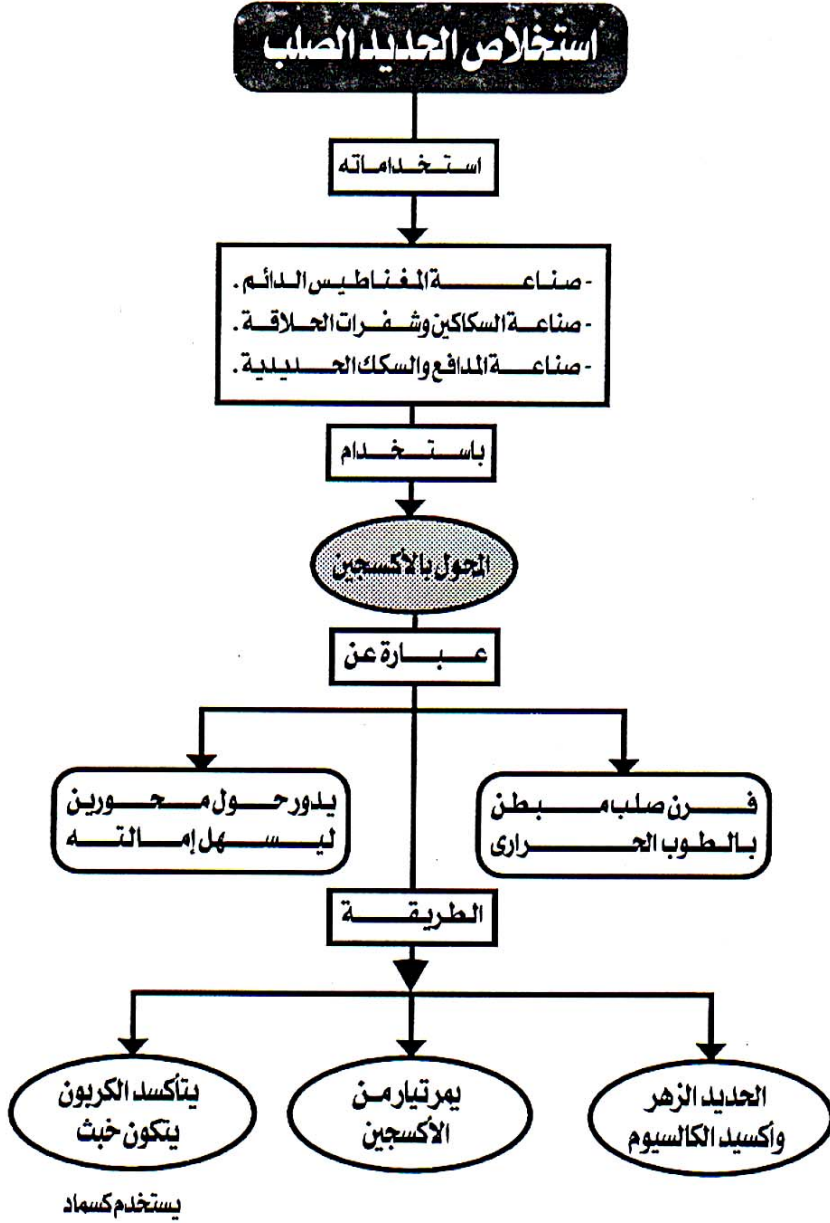 استخلاص الحديد الصلب
استخداماته
- صناعة المغناطيس الدائم.
- صناعة السكاكين وشفرات الحلاقة.
- صناعة المدافع والسكك الحديدية.
باستخدام
المحول بالأكسجين
عبارة عن
فرن صلب مبطن
بالطوب الحرارى
يدور حول محورين
ليسهل إمالته
الطريقة
الحديد الزهر
وأكسيد الكالسيوم
يمر تيار من
الأكسجين
يتأكسد الكربون
يتكون خبث
يستخدم كسماد